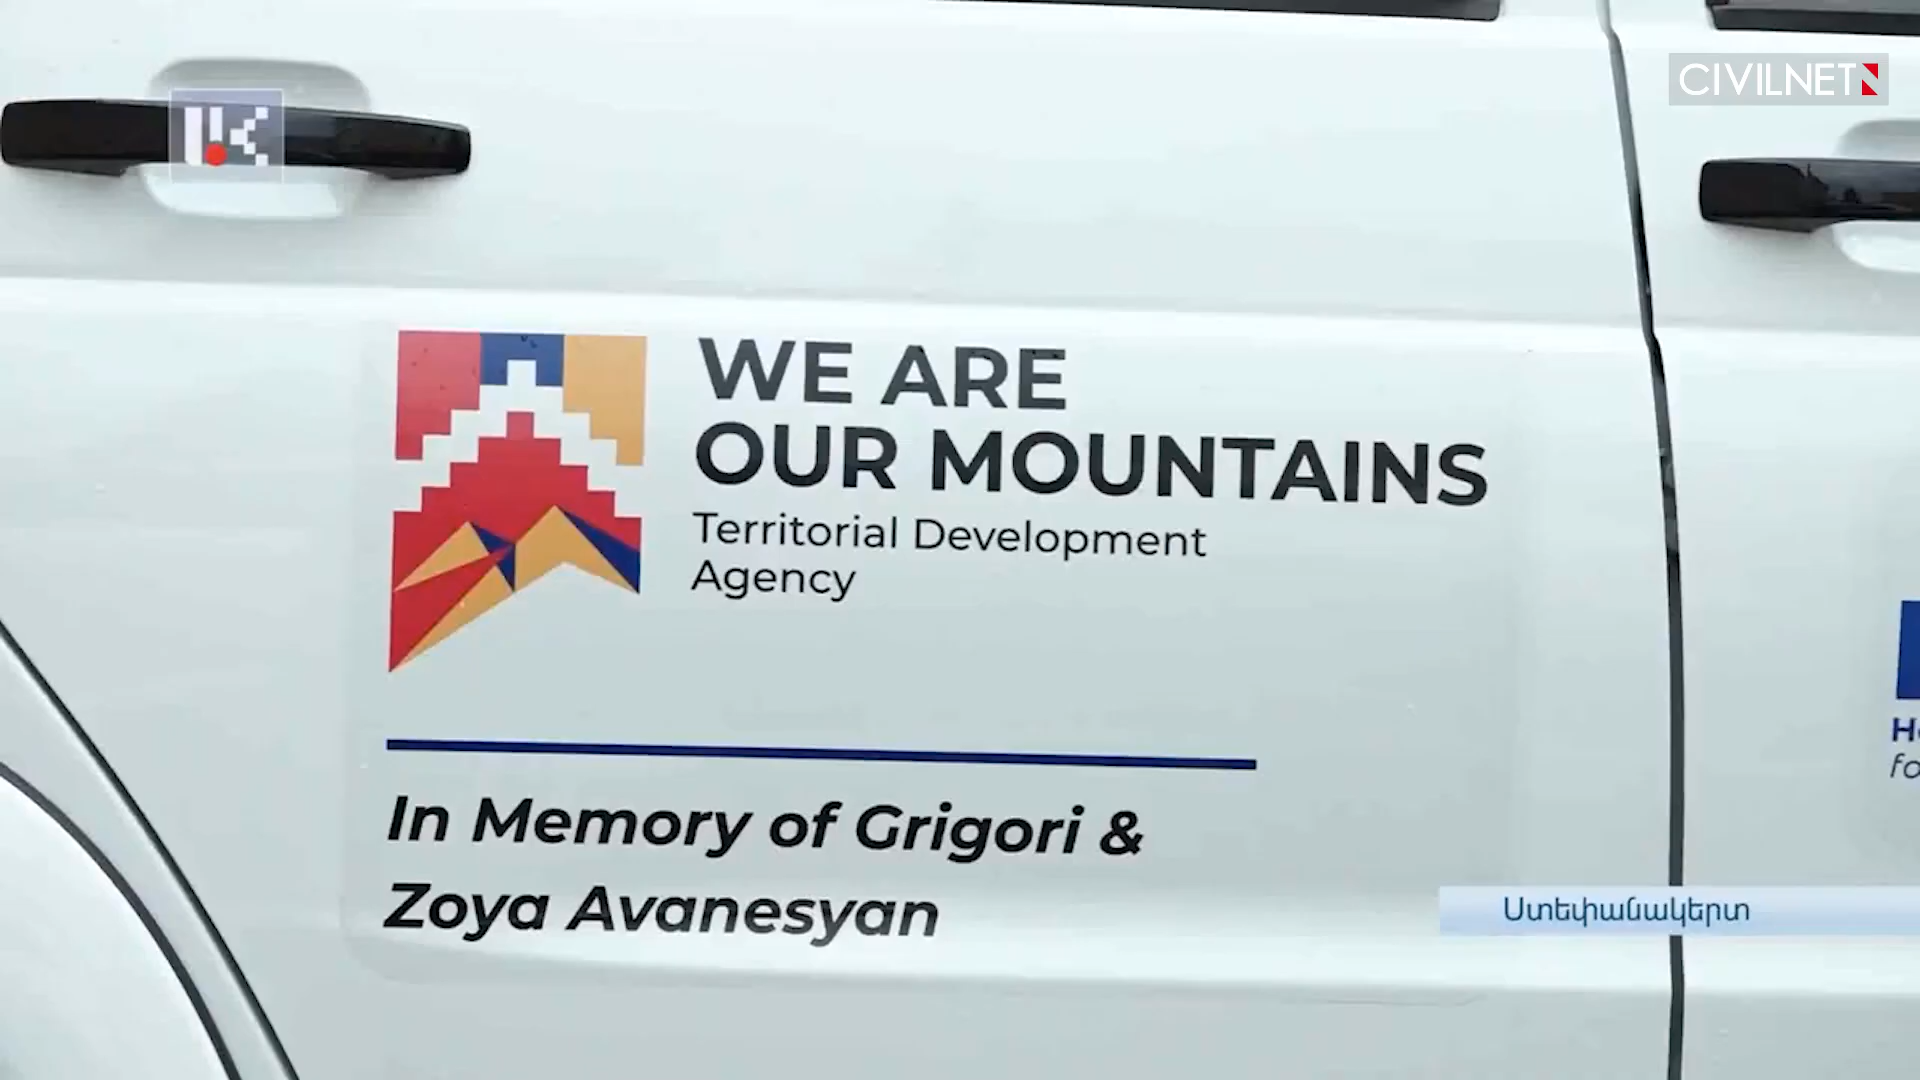 CIVILNET
WE ARE
OUR MOUNTAINS
Territorial Development
Agency
In Memory of Grigori &
Zoya Avanesyan
Ստեփանակերտ